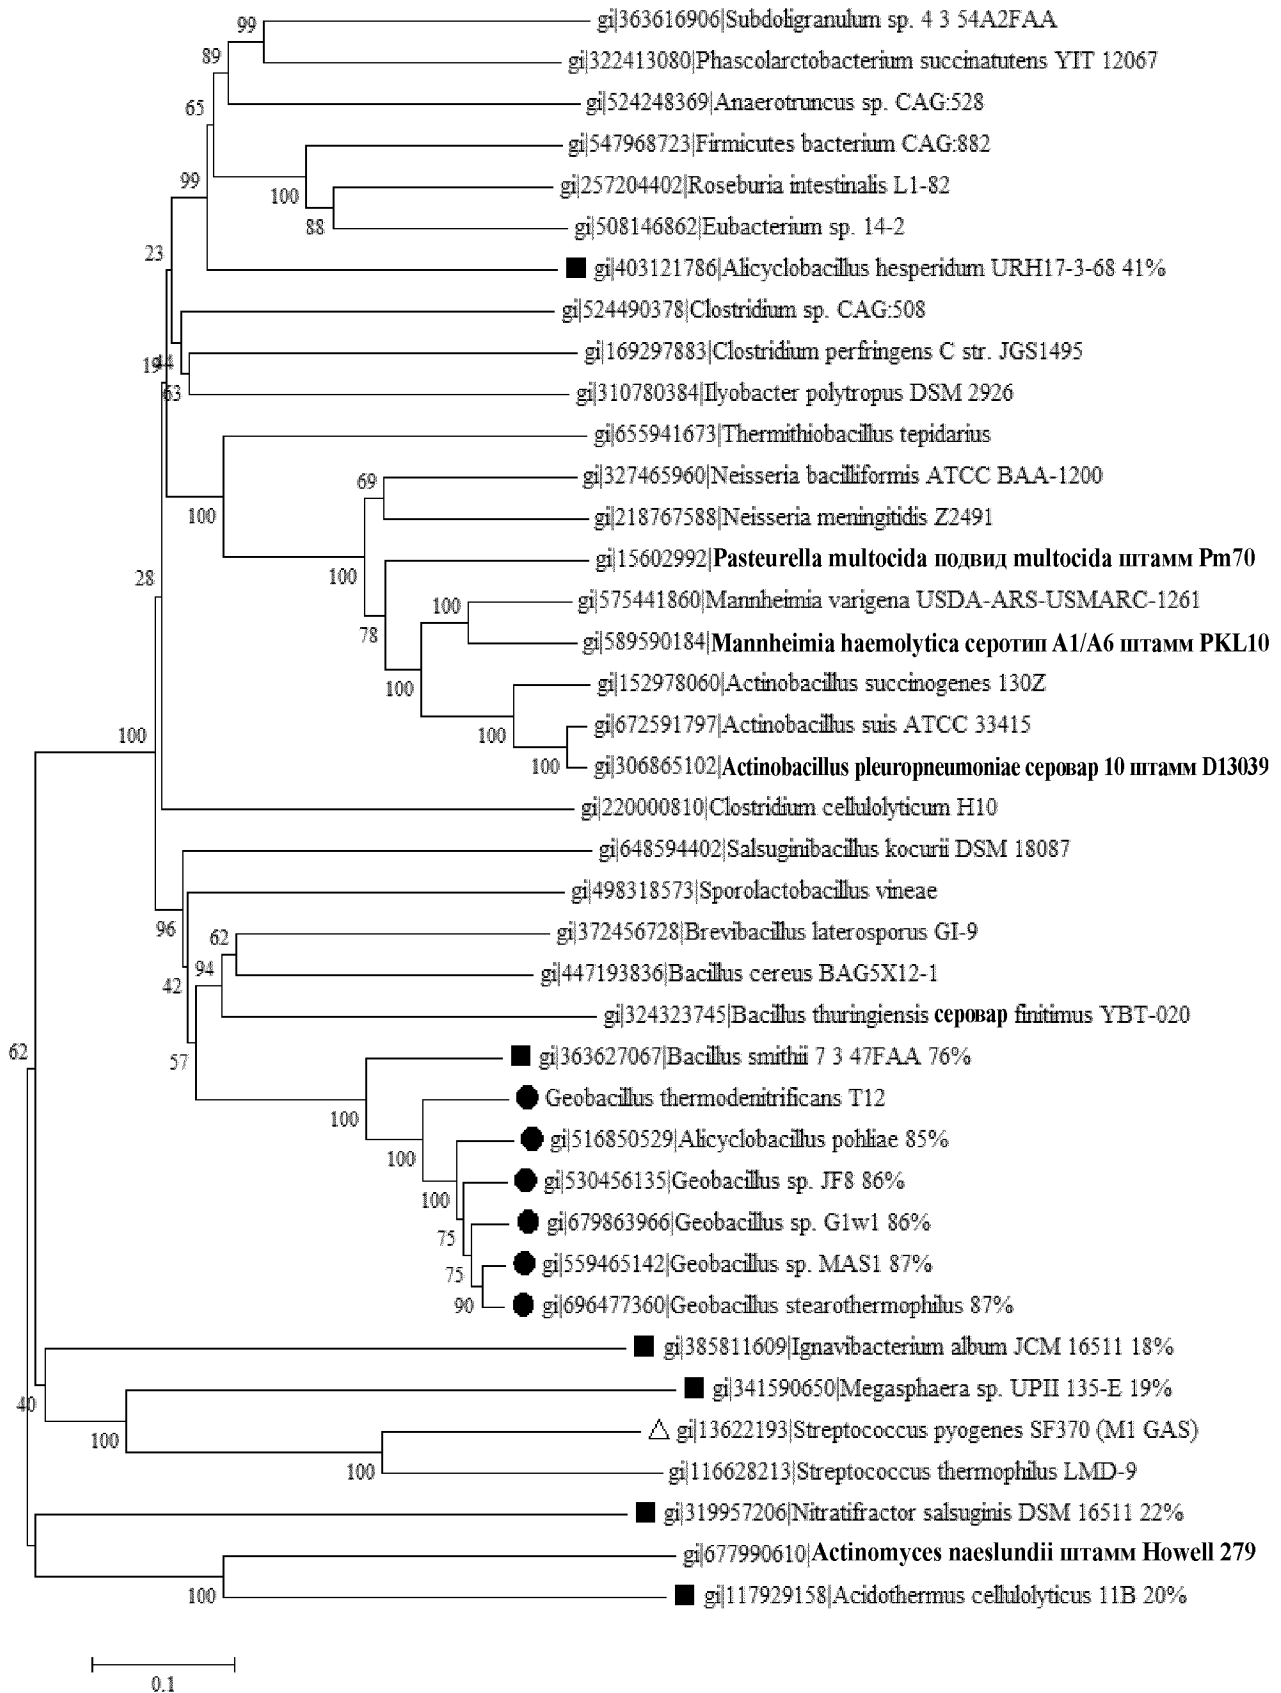 99
gi|363616906|Subdoligranulum sp. 4 3 54A2FAA
89
gi|322413080|Phascolarctobacterium succinatutens YIT 12067
65
gi|524248369|Anaerotruncus sp. CAG:528
gi|547968723|Firmicutes bacterium CAG:882
99
100
gi|257204402|Roseburia intestinalis L1-82
88
gi|508146862|Eubacterium sp. 14-2
23
gi|403121786|Alicyclobacillus hesperidum URH17-3-68 41%
gi|524490378|Clostridium sp. CAG:508
19
44
gi|169297883|Clostridium perfringens C str. JGS1495
63
gi|310780384|Ilyobacter polytropus DSM 2926
gi|655941673|Thermithiobacillus tepidarius
69
gi|327465960|Neisseria bacilliformis ATCC BAA-1200
100
gi|218767588|Neisseria meningitidis Z2491
gi|15602992|Pasteurella multocida подвид multocida штамм Pm70
28
100
100
gi|575441860|Mannheimia varigena USDA-ARS-USMARC-1261
78
gi|589590184|Mannheimia haemolytica серотип A1/A6 штамм PKL10
100
gi|152978060|Actinobacillus succinogenes 130Z
100
100
gi|672591797|Actinobacillus suis ATCC 33415
100
gi|306865102|Actinobacillus pleuropneumoniae серовар 10 штамм D13039
gi|220000810|Clostridium cellulolyticum H10
gi|648594402|Salsuginibacillus kocurii DSM 18087
gi|498318573|Sporolactobacillus vineae
96
62
gi|372456728|Brevibacillus laterosporus GI-9
94
42
gi|447193836|Bacillus cereus BAG5X12-1
gi|324323745|Bacillus thuringiensis серовар finitimus YBT-020
62
57
gi|363627067|Bacillus smithii 7 3 47FAA 76%
100
Geobacillus thermodenitrificans T12
100
gi|516850529|Alicyclobacillus pohliae 85%
100
gi|530456135|Geobacillus sp. JF8 86%
75
gi|679863966|Geobacillus sp. G1w1 86%
75
gi|559465142|Geobacillus sp. MAS1 87%
90
gi|696477360|Geobacillus stearothermophilus 87%
gi|385811609|Ignavibacterium album JCM 16511 18%
40
gi|341590650|Megasphaera sp. UPII 135-E 19%
100
gi|13622193|Streptococcus pyogenes SF370 (M1 GAS)
100
gi|116628213|Streptococcus thermophilus LMD-9
gi|319957206|Nitratifractor salsuginis DSM 16511 22%
gi|677990610|Actinomyces naeslundii штамм Howell 279
100
gi|117929158|Acidothermus cellulolyticus 11B 20%
0.1